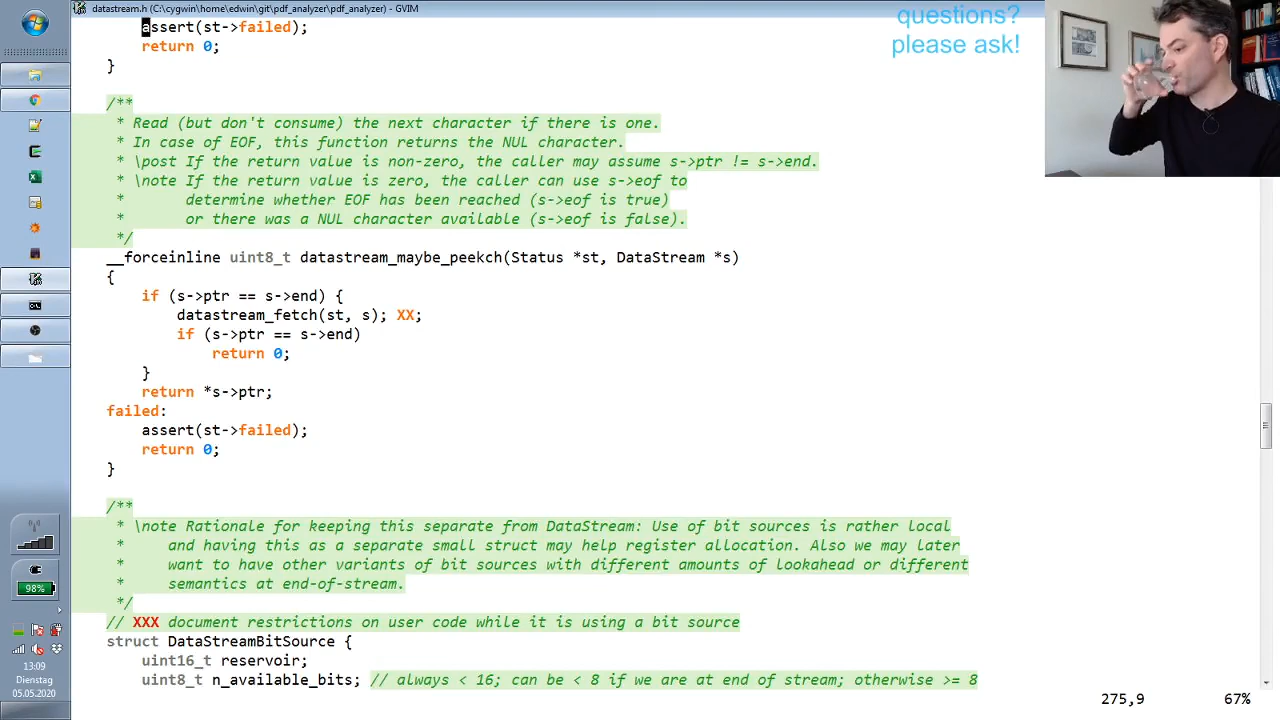 datastream.h (C:\cygwin\home\edwin\git\pdf_analyzer\pdf_analyzer) - GVIM
questions?
please ask!
assert(st->failed);
return 0;
}
/**
* Read (but don't consume) the next character if there is one.
* In case of EOF, this function returns the NUL character.
* \post If the return value is non-zero, the caller may assume s->ptr != s->end.
* \note If the return value is zero, the caller can use s->eof to
* determine whether EOF has been reached (s->eof is true)
* or there was a NUL character available (s->eof is false).
*/
__forceinline uint8_t datastream_maybe_peekch(Status *st, DataStream *s)
{
if (s->ptr == s->end) {
datastream_fetch(st, s); XX;
if (s->ptr == s->end)
return 0;
}
return *s->ptr;
failed:
assert(st->failed);
return 0;
}
/**
* \note Rationale for keeping this separate from DataStream: Use of bit sources is rather local
* and having this as a separate small struct may help register allocation. Also we may later
* want to have other variants of bit sources with different amounts of lookahead or different
* semantics at end-of-stream.
*/
// XXX document restrictions on user code while it is using a bit source
struct DataStreamBitSource {
uint16_t reservoir;
uint8_t n_available_bits; // always < 16; can be < 8 if we are at end of stream; otherwise >= 8
275,9 67%
98%
13:09
Dienstag
05.05.2020